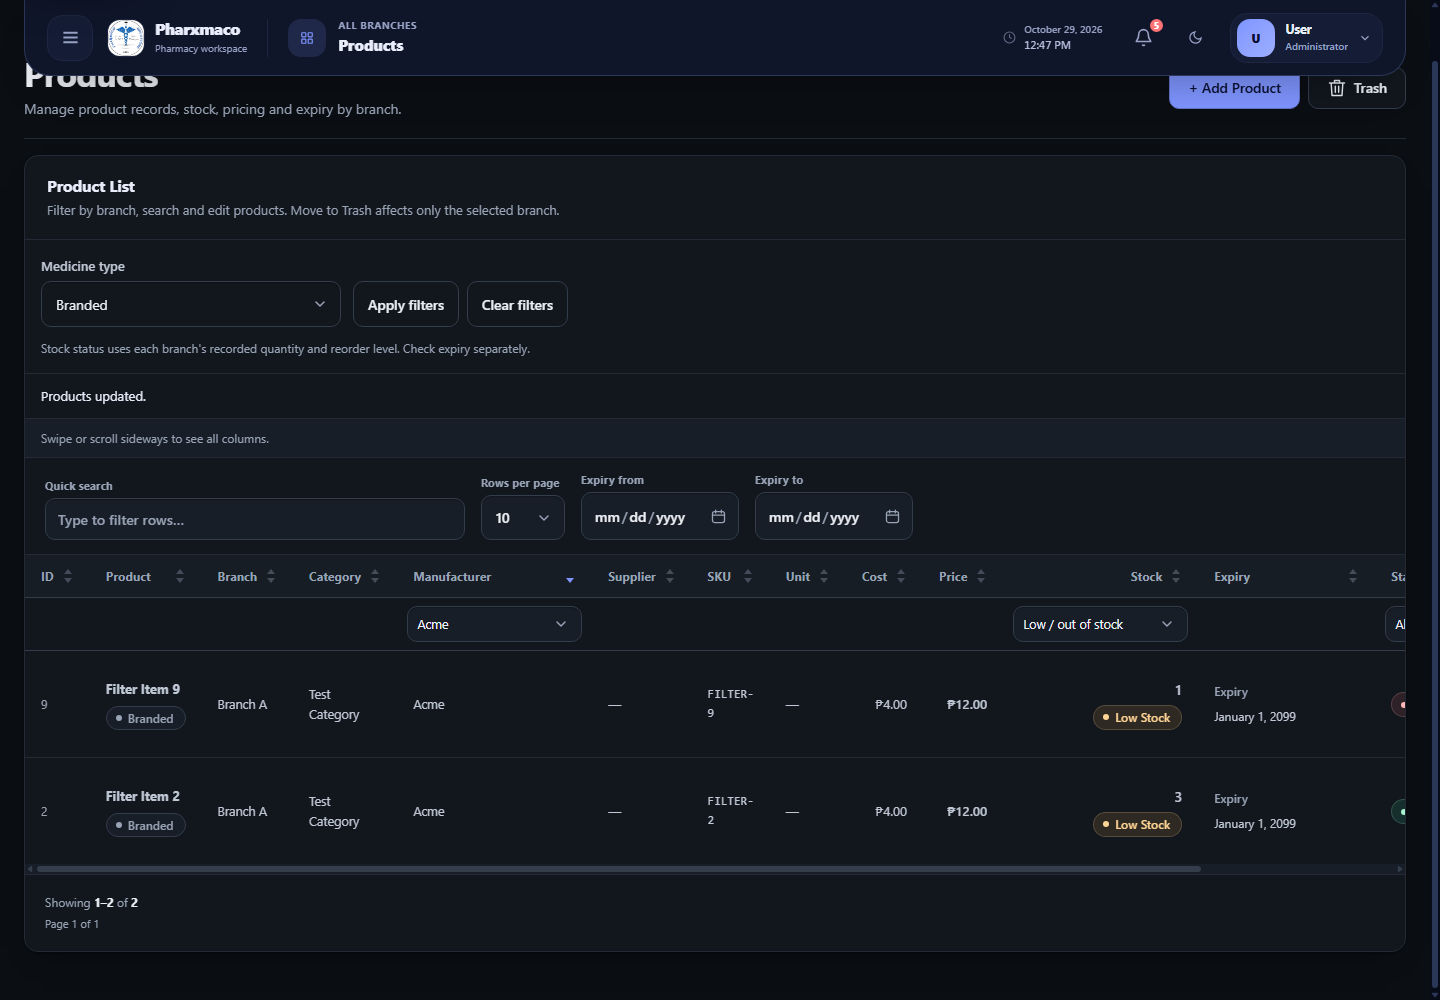 Pharxmaco
Pharmacy workspace
ALL BRANCHES
Products
October 29, 2026
12:47 PM
5
U
User
Administrator
Products
Manage product records, stock, pricing and expiry by branch.
+ Add Product
Trash
Product List
Filter by branch, search and edit products. Move to Trash affects only the selected branch.
Medicine type
Branded
Apply filters
Clear filters
Stock status uses each branch's recorded quantity and reorder level. Check expiry separately.
Products updated.
Swipe or scroll sideways to see all columns.
Quick search
Type to filter rows...
Rows per page
10
Expiry from
mm/dd/yyyy
Expiry to
mm/dd/yyyy
ID Product Branch Category Manufacturer Supplier SKU Unit Cost Price Stock Expiry Sta
Acme
Low / out of stock
9
Filter Item 9
Branded
Branch A
Test
Category
Acme
—
FILTER-
9
—
₱4.00
₱12.00
1
Low Stock
Expiry
January 1, 2099
2
Filter Item 2
Branded
Branch A
Test
Category
Acme
—
FILTER-
2
—
₱4.00
₱12.00
3
Low Stock
Expiry
January 1, 2099
Showing 1–2 of 2
Page 1 of 1